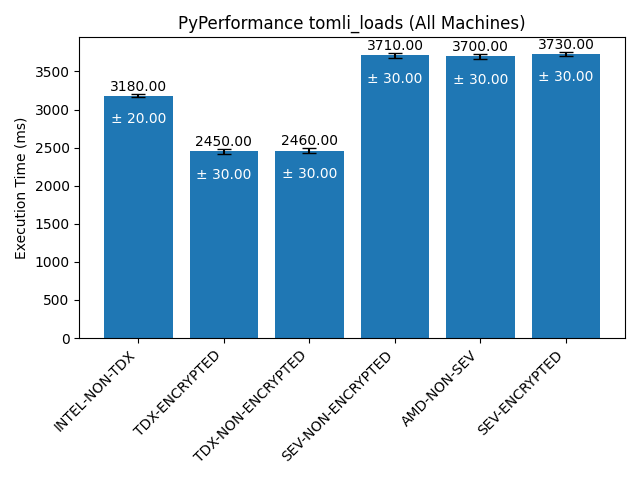 PyPerformance tomli_loads (All Machines)
Execution Time (ms)
3500
3000
2500
2000
1500
1000
500
0
3180.00
± 20.00
2450.00
± 30.00
2460.00
± 30.00
3710.00
± 30.00
3700.00
± 30.00
3730.00
± 30.00
INTEL-NON-TDX
TDX-ENCRYPTED
TDX-NON-ENCRYPTED
SEV-NON-ENCRYPTED
AMD-NON-SEV
SEV-ENCRYPTED